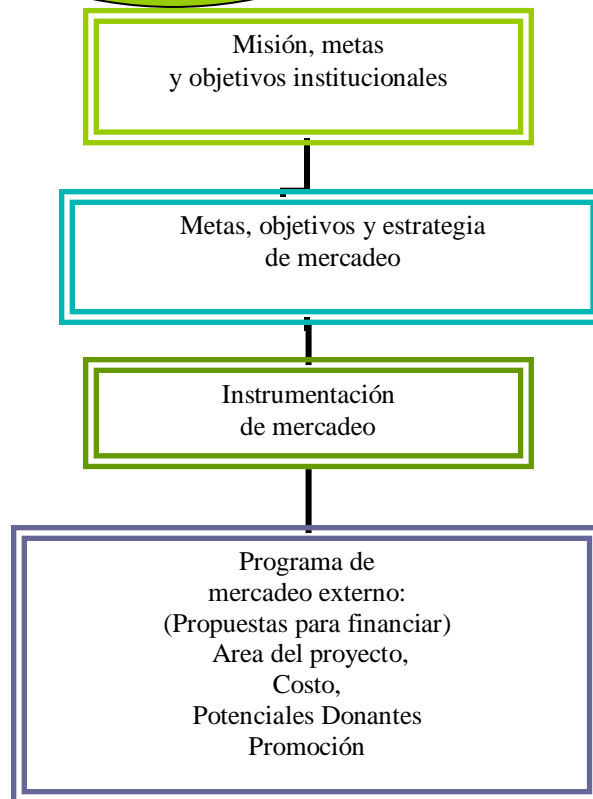 Misión, metas
y objetivos institucionales
Metas, objetivos y estrategia
de mercadeo
Instrumentación
de mercadeo
Programa de
mercadeo externo:
(Propuestas para financiar)
Area del proyecto,
Costo,
Potenciales Donantes
Promoción